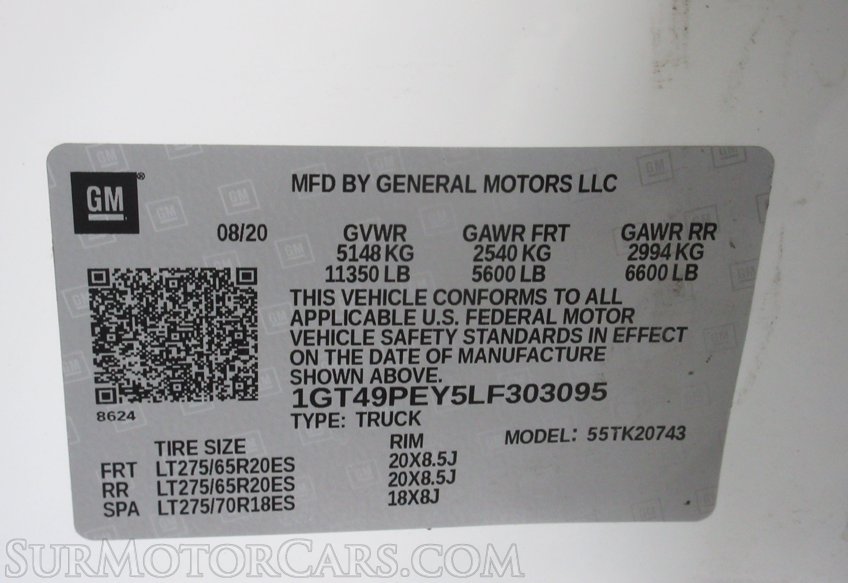 GM®
MFD BY GENERAL MOTORS LLC
08/20 GVWR GAWR FRT GAWR RR
5148 KG 2540 KG 2994 KG
11350 LB 5600 LB 6600 LB
THIS VEHICLE CONFORMS TO ALL
APPLICABLE U.S. FEDERAL MOTOR
VEHICLE SAFETY STANDARDS IN EFFECT
ON THE DATE OF MANUFACTURE
SHOWN ABOVE.
1GT49PEY5LF303095
8624
TYPE: TRUCK
MODEL: 55TK20743
TIRE SIZE RIM
FRT LT275/65R20ES 20X8.5J
RR LT275/65R20ES 20X8.5J
SPA LT275/70R18ES 18X8J
SURMOTORCARS.COM